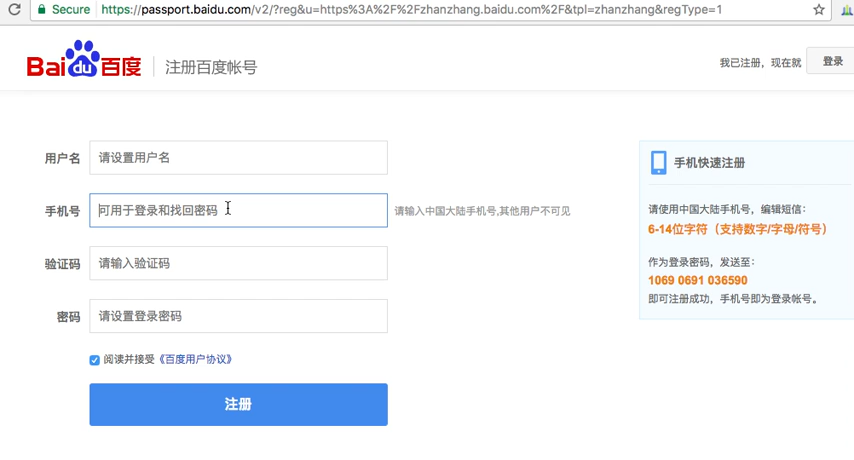 Secure https://passport.baidu.com/v2/?reg&u=https%3A%2F%2Fzhanzhang.baidu.com%2F&tpl=zhanzhang&regType=1
Bai du 百度 注册百度帐号
我已注册，现在就 登录
用户名 请设置用户名
手机号 可用于登录和找回密码 请输入中国大陆手机号,其他用户不可见
验证码 请输入验证码
密码 请设置登录密码
阅读并接受《百度用户协议》
注册
手机快速注册
请使用中国大陆手机号，编辑短信：
6-14位字符（支持数字/字母/符号）
作为登录密码，发送至：
1069 0691 036590
即可注册成功，手机号即为登录帐号。